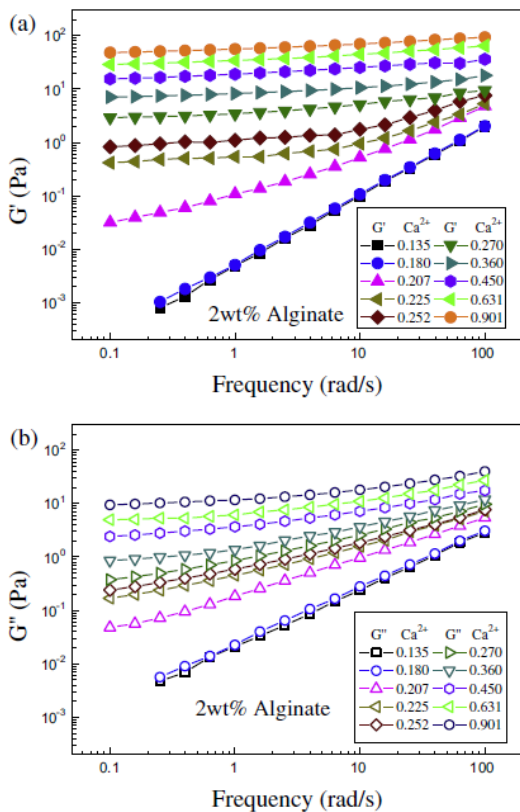 (a)
10²
10¹
10⁰
10⁻¹
10⁻²
10⁻³
G' (Pa)
G' Ca²⁺ G' Ca²⁺
0.135 0.270
0.180 0.360
0.207 0.450
0.225 0.631
0.252 0.901
2wt% Alginate
0.1 1 10 100
Frequency (rad/s)
(b)
10²
10¹
10⁰
10⁻¹
10⁻²
10⁻³
G'' (Pa)
G'' Ca²⁺ G'' Ca²⁺
0.135 0.270
0.180 0.360
0.207 0.450
0.225 0.631
0.252 0.901
2wt% Alginate
0.1 1 10 100
Frequency (rad/s)